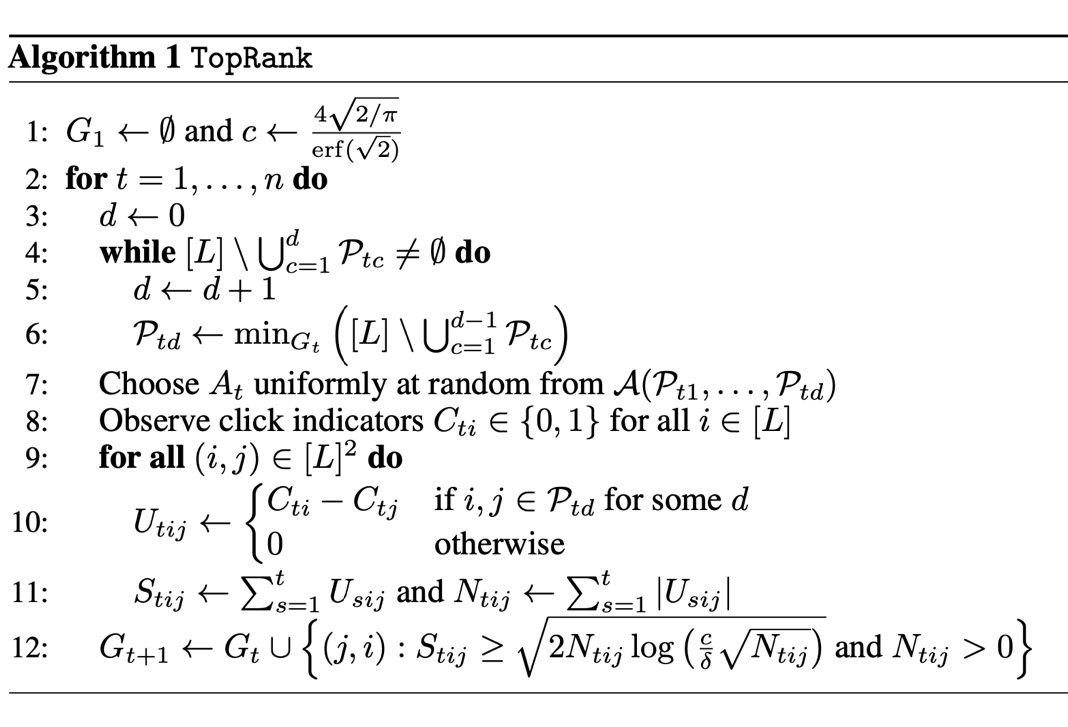 Algorithm 1 TopRank
1: G₁ ← ∅ and c ← 4√(2/π) / erf(√2)
2: for t = 1, . . . , n do
3: d ← 0
4: while [L] \ ⋃_{c=1}^{d} 𝒫_{tc} ≠ ∅ do
5: d ← d + 1
6: 𝒫_{td} ← min_{G_t} ([L] \ ⋃_{c=1}^{d−1} 𝒫_{tc})
7: Choose A_t uniformly at random from 𝒜(𝒫_{t1}, . . . , 𝒫_{td})
8: Observe click indicators C_{ti} ∈ {0, 1} for all i ∈ [L]
9: for all (i, j) ∈ [L]² do
10: U_{tij} ← { C_{ti} − C_{tj} if i, j ∈ 𝒫_{td} for some d
0 otherwise
11: S_{tij} ← ∑_{s=1}^{t} U_{sij} and N_{tij} ← ∑_{s=1}^{t} |U_{sij}|
12: G_{t+1} ← G_t ∪ {(j, i) : S_{tij} ≥ √(2N_{tij} log (c/δ √N_{tij})) and N_{tij} > 0}